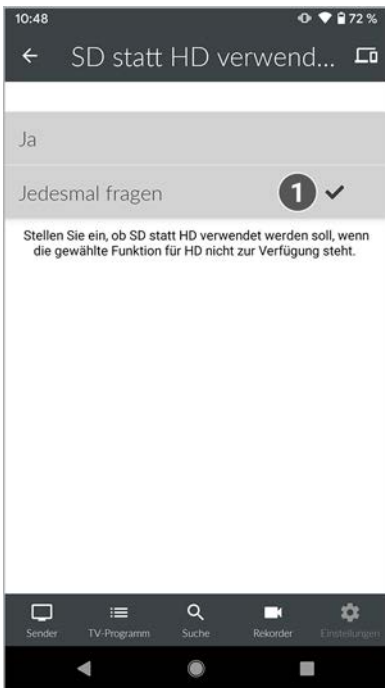 10:48 72 %
SD statt HD verwend...
Ja
Jedesmal fragen 1
Stellen Sie ein, ob SD statt HD verwendet werden soll, wenn
die gewählte Funktion für HD nicht zur Verfügung steht.
Sender TV-Programm Suche Rekorder Einstellungen